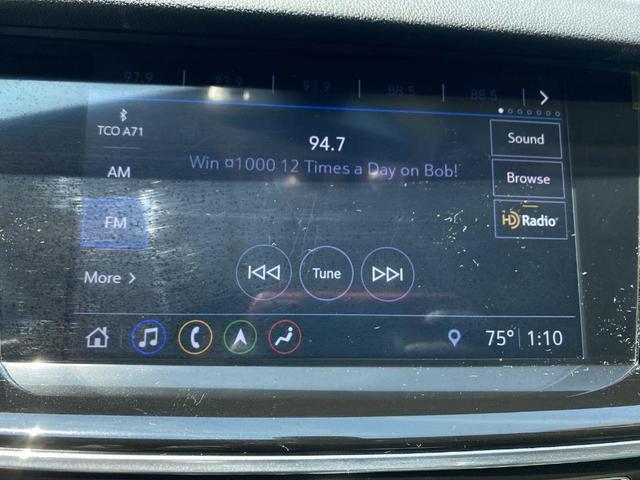 97.9 93.9 97.9 88.5 88.5
TCO A71
94.7
Sound
Win ¤1000 12 Times a Day on Bob!
AM
Browse
FM
HD Radio®
More >
Tune
75° 1:10